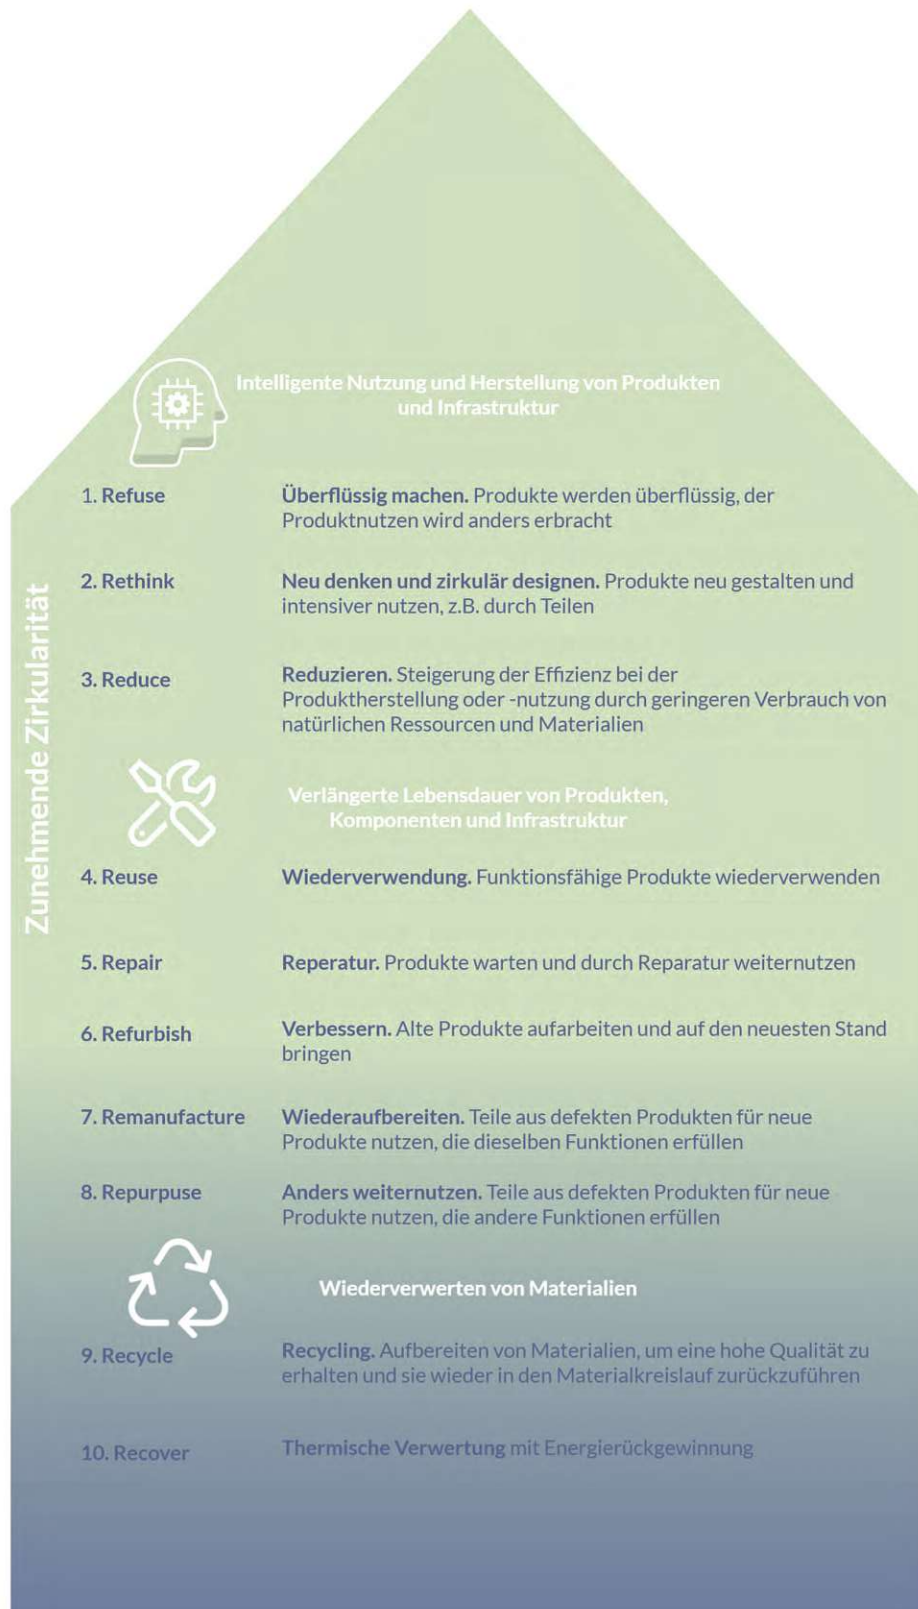 Intelligente Nutzung und Herstellung von Produkten
und Infrastruktur
1. Refuse
Überflüssig machen. Produkte werden überflüssig, der
Produktnutzen wird anders erbracht
2. Rethink
Neu denken und zirkulär designen. Produkte neu gestalten und
intensiver nutzen, z.B. durch Teilen
3. Reduce
Reduzieren. Steigerung der Effizienz bei der
Produktherstellung oder -nutzung durch geringeren Verbrauch von
natürlichen Ressourcen und Materialien
Zunehmende Zirkularität
Verlängerte Lebensdauer von Produkten,
Komponenten und Infrastruktur
4. Reuse
Wiederverwendung. Funktionsfähige Produkte wiederverwenden
5. Repair
Reperatur. Produkte warten und durch Reparatur weiternutzen
6. Refurbish
Verbessern. Alte Produkte aufarbeiten und auf den neuesten Stand
bringen
7. Remanufacture
Wiederaufbereiten. Teile aus defekten Produkten für neue
Produkte nutzen, die dieselben Funktionen erfüllen
8. Repurpuse
Anders weiternutzen. Teile aus defekten Produkten für neue
Produkte nutzen, die andere Funktionen erfüllen
Wiederverwerten von Materialien
9. Recycle
Recycling. Aufbereiten von Materialien, um eine hohe Qualität zu
erhalten und sie wieder in den Materialkreislauf zurückzuführen
10. Recover
Thermische Verwertung mit Energierückgewinnung